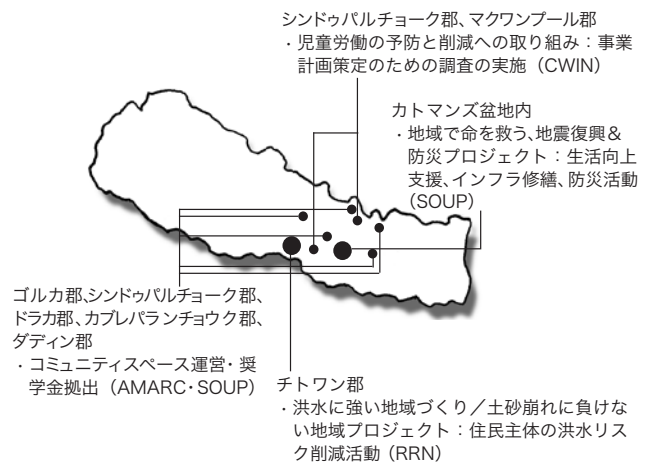 シンドゥパルチョーク郡、マクワンプール郡
・児童労働の予防と削減への取り組み：事業
計画策定のための調査の実施（CWIN）
カトマンズ盆地内
・地域で命を救う、地震復興＆
防災プロジェクト：生活向上
支援、インフラ修繕、防災活動
（SOUP）
ゴルカ郡、シンドゥパルチョーク郡、
ドラカ郡、カブレパランチョウク郡、
ダディン郡
・コミュニティスペース運営・奨
学金拠出（AMARC・SOUP）
チトワン郡
・洪水に強い地域づくり／土砂崩れに負けな
い地域プロジェクト：住民主体の洪水リス
ク削減活動（RRN）